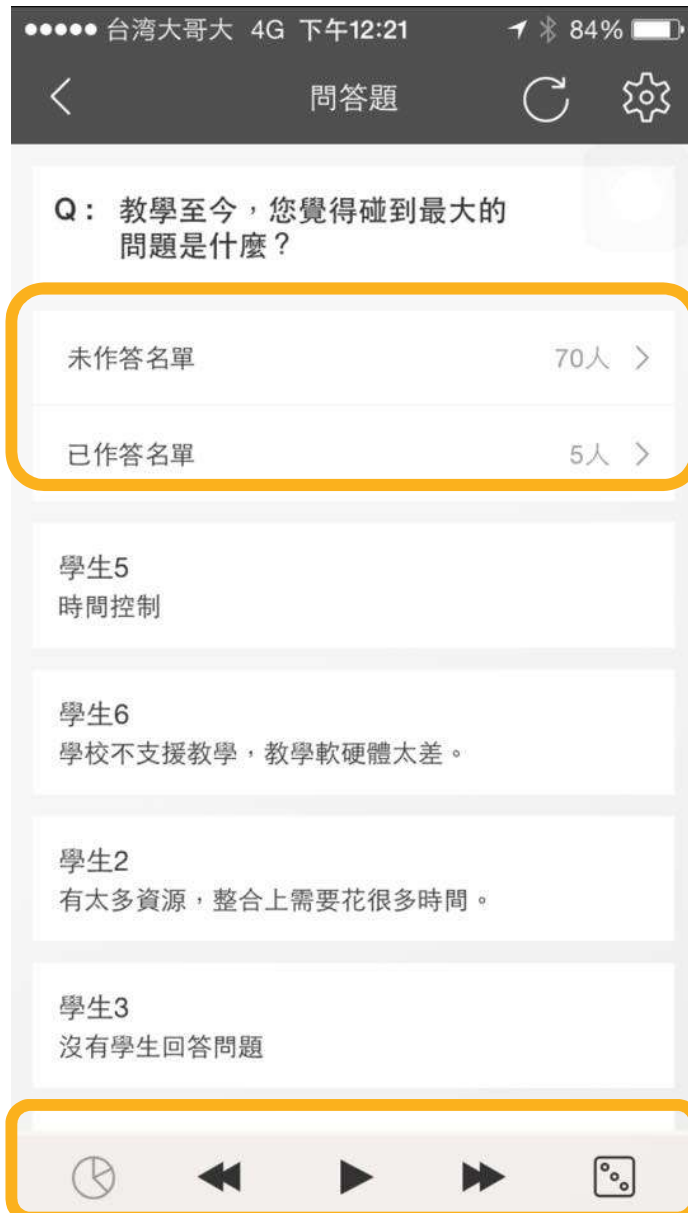 台湾大哥大 4G 下午12:21 84%
問答題
Q： 教學至今，您覺得碰到最大的
問題是什麼？
未作答名單 70人
已作答名單 5人
學生5
時間控制
學生6
學校不支援教學，教學軟硬體太差。
學生2
有太多資源，整合上需要花很多時間。
學生3
沒有學生回答問題